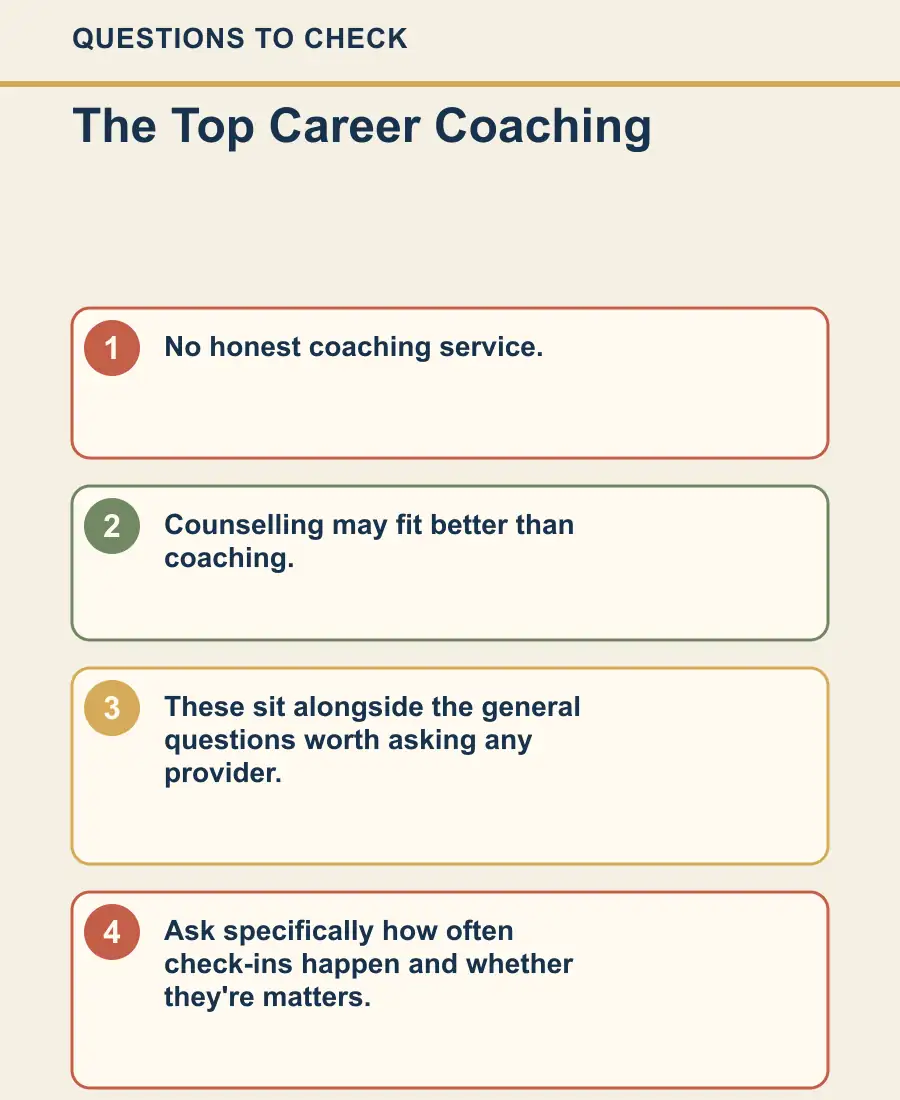 QUESTIONS TO CHECK
The Top Career Coaching
1
No honest coaching service.
2
Counselling may fit better than
coaching.
3
These sit alongside the general
questions worth asking any
provider.
4
Ask specifically how often
check-ins happen and whether
they're matters.